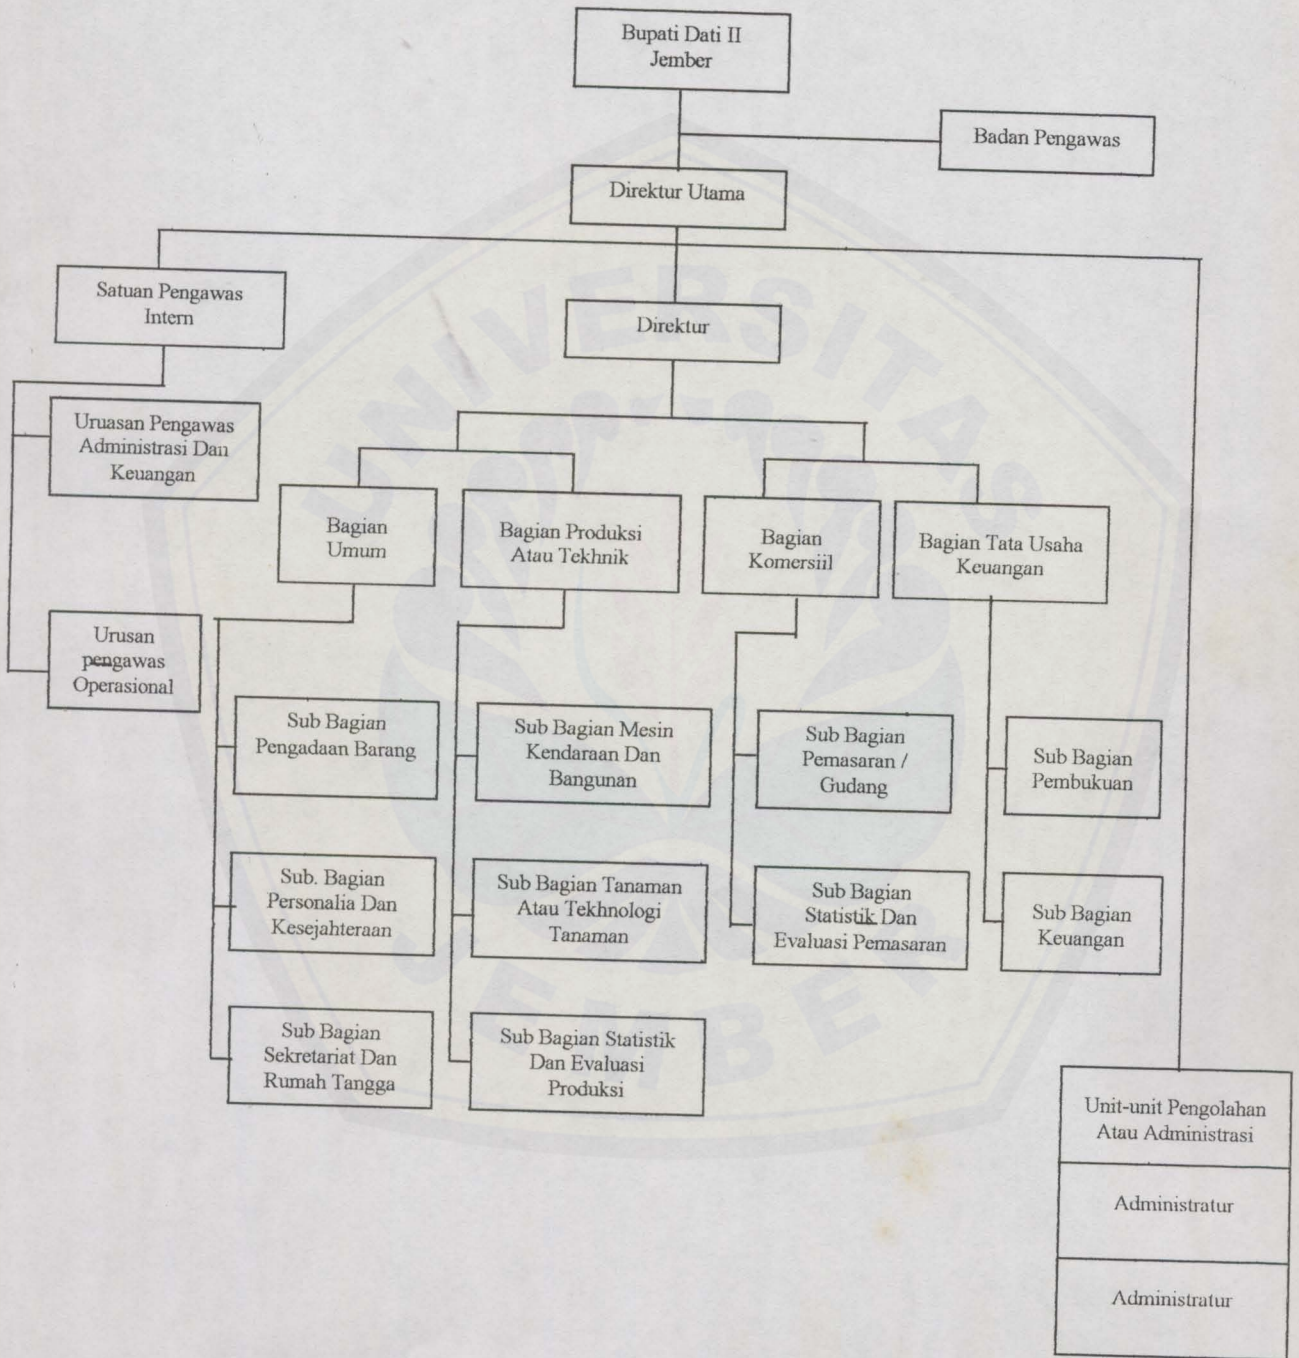 Bupati Dati II
Jember
Badan Pengawas
Direktur Utama
Satuan Pengawas
Intern
Direktur
Uruasan Pengawas
Administrasi Dan
Keuangan
Bagian
Umum
Bagian Produksi
Atau Tekhnik
Bagian
Komersiil
Bagian Tata Usaha
Keuangan
Urusan
pengawas
Operasional
Sub Bagian
Pengadaan Barang
Sub Bagian Mesin
Kendaraan Dan
Bangunan
Sub Bagian
Pemasaran /
Gudang
Sub Bagian
Pembukuan
Sub. Bagian
Personalia Dan
Kesejahteraan
Sub Bagian Tanaman
Atau Tekhnologi
Tanaman
Sub Bagian
Statistik Dan
Evaluasi Pemasaran
Sub Bagian
Keuangan
Sub Bagian
Sekretariat Dan
Rumah Tangga
Sub Bagian Statistik
Dan Evaluasi
Produksi
Unit-unit Pengolahan
Atau Administrasi
Administratur
Administratur
UNIVERSITAS
JEMBER